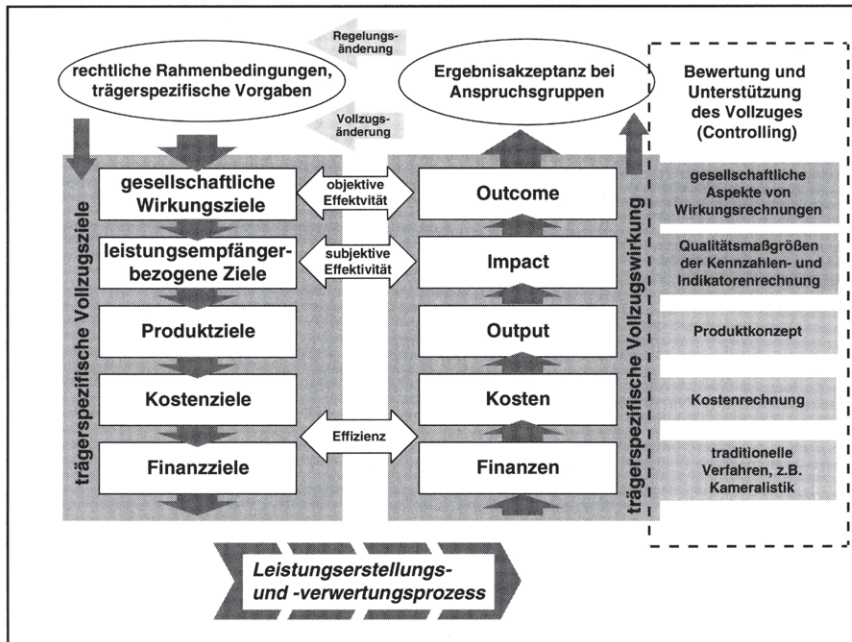 Regelungs-
änderung
rechtliche Rahmenbedingungen,
trägerspezifische Vorgaben
Ergebnisakzeptanz bei
Anspruchsgruppen
Vollzugs-
änderung
Bewertung und
Unterstützung
des Vollzuges
(Controlling)
trägerspezifische Vollzugsziele
gesellschaftliche
Wirkungsziele
objektive
Effektvität
Outcome
gesellschaftliche
Aspekte von
Wirkungsrechnungen
leistungsempfänger-
bezogene Ziele
subjektive
Effektivität
Impact
Qualitätsmaßgrößen
der Kennzahlen- und
Indikatorenrechnung
Produktziele
Output
Produktkonzept
Kostenziele
Kosten
Kostenrechnung
Effizienz
Finanzziele
Finanzen
traditionelle
Verfahren, z.B.
Kameralistik
trägerspezifische Vollzugswirkung
Leistungserstellungs-
und -verwertungsprozess